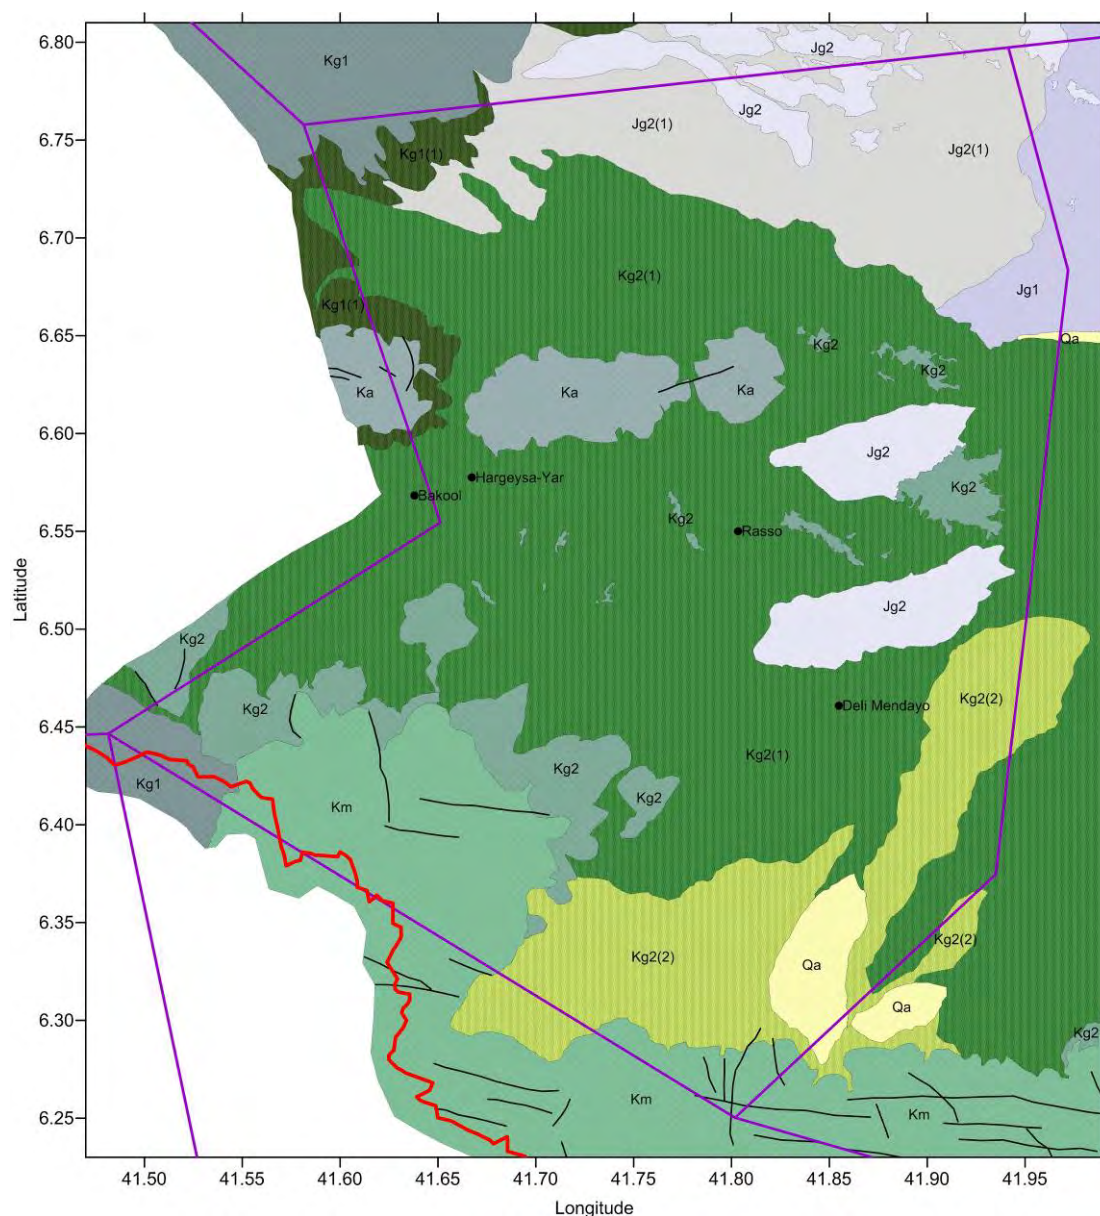 6.80
6.75
6.70
6.65
6.60
6.55
6.50
6.45
6.40
6.35
6.30
6.25
Latitude
41.50
41.55
41.60
41.65
41.70
41.75
41.80
41.85
41.90
41.95
Longitude
Kg1
Jg2
Jg2
Jg2(1)
Jg2(1)
Kg1(1)
Kg2(1)
Jg1
Kg1(1)
Qa
Kg2
Kg2
Ka
Ka
Ka
Jg2
Hargeysa-Yar
Bakool
Kg2
Kg2
Rasso
Jg2
Kg2
Kg2
Kg2(2)
Deli Mendayo
Kg2(1)
Kg1
Kg2
Kg2
Km
Kg2(2)
Kg2(2)
Qa
Qa
Kg2
Km
Km